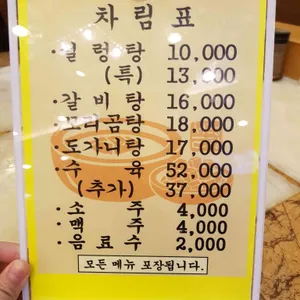 차림표
·설렁탕 10,000
(특) 13,000
·갈비탕 16,000
·꼬리곰탕 18,000
·도가니탕 17,000
·수육 52,000
(추가) 37,000
·소주 4,000
·맥주 4,000
·음료수 2,000
모든 메뉴 포장됩니다.